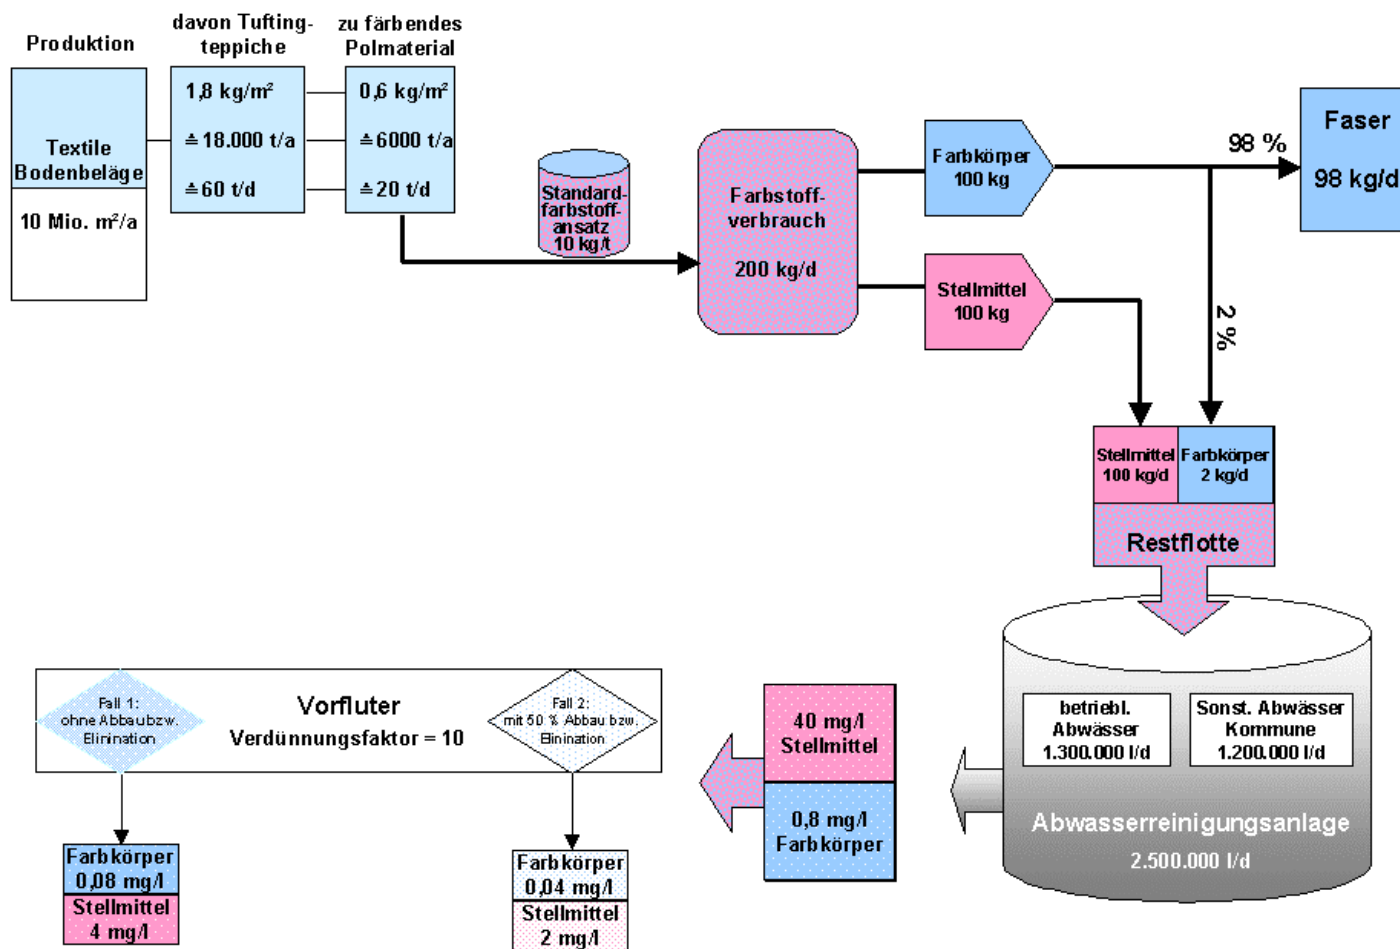 Produktion
davon Tufting-
teppiche
zu färbendes
Polmaterial
Textile
Bodenbeläge
10 Mio. m²/a
1,8 kg/m²
≙ 18.000 t/a
≙ 60 t/d
0,6 kg/m²
≙ 6000 t/a
≙ 20 t/d
Standard-
farbstoff-
ansatz
10 kg/t
Farbstoff-
verbrauch
200 kg/d
Farbkörper
100 kg
Stellmittel
100 kg
98 %
2 %
Faser
98 kg/d
Stellmittel
100 kg/d
Farbkörper
2 kg/d
Restflotte
betriebl.
Abwässer
1.300.000 l/d
Sonst. Abwässer
Kommune
1.200.000 l/d
Abwasserreinigungsanlage
2.500.000 l/d
40 mg/l
Stellmittel
0,8 mg/l
Farbkörper
Fall 1:
ohne Abbau bzw.
Elinination
Vorfluter
Verdünnungsfaktor = 10
Fall 2:
mit 50 % Abbau bzw.
Elinination
Farbkörper
0,08 mg/l
Stellmittel
4 mg/l
Farbkörper
0,04 mg/l
Stellmittel
2 mg/l